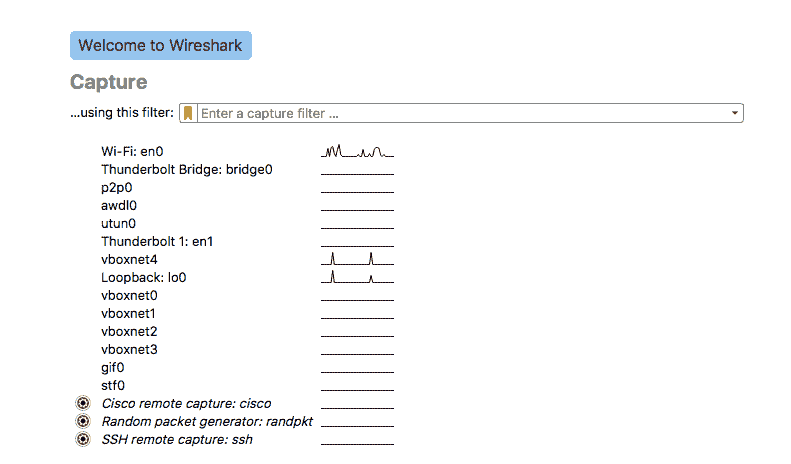 Welcome to Wireshark
Capture
...using this filter: Enter a capture filter ...
Wi-Fi: en0
Thunderbolt Bridge: bridge0
p2p0
awdl0
utun0
Thunderbolt 1: en1
vboxnet4
Loopback: lo0
vboxnet0
vboxnet1
vboxnet2
vboxnet3
gif0
stf0
Cisco remote capture: cisco
Random packet generator: randpkt
SSH remote capture: ssh